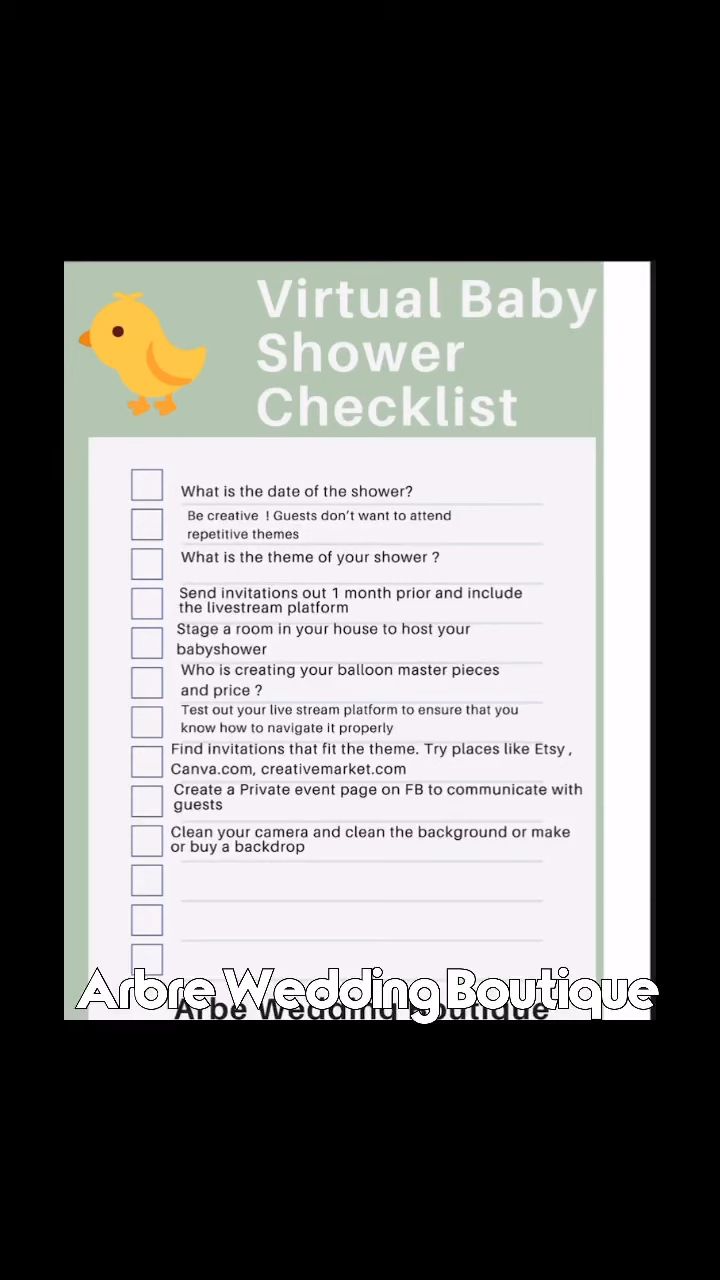 Virtual Baby
Shower
Checklist
What is the date of the shower?
Be creative ! Guests don't want to attend
repetitive themes
What is the theme of your shower ?
Send invitations out 1 month prior and include
the livestream platform
Stage a room in your house to host your
babyshower
Who is creating your balloon master pieces
and price ?
Test out your live stream platform to ensure that you
know how to navigate it properly
Find invitations that fit the theme. Try places like Etsy ,
Canva.com, creativemarket.com
Create a Private event page on FB to communicate with
guests
Clean your camera and clean the background or make
or buy a backdrop
Arbre Wedding Boutique
Arbe Wedding Boutique